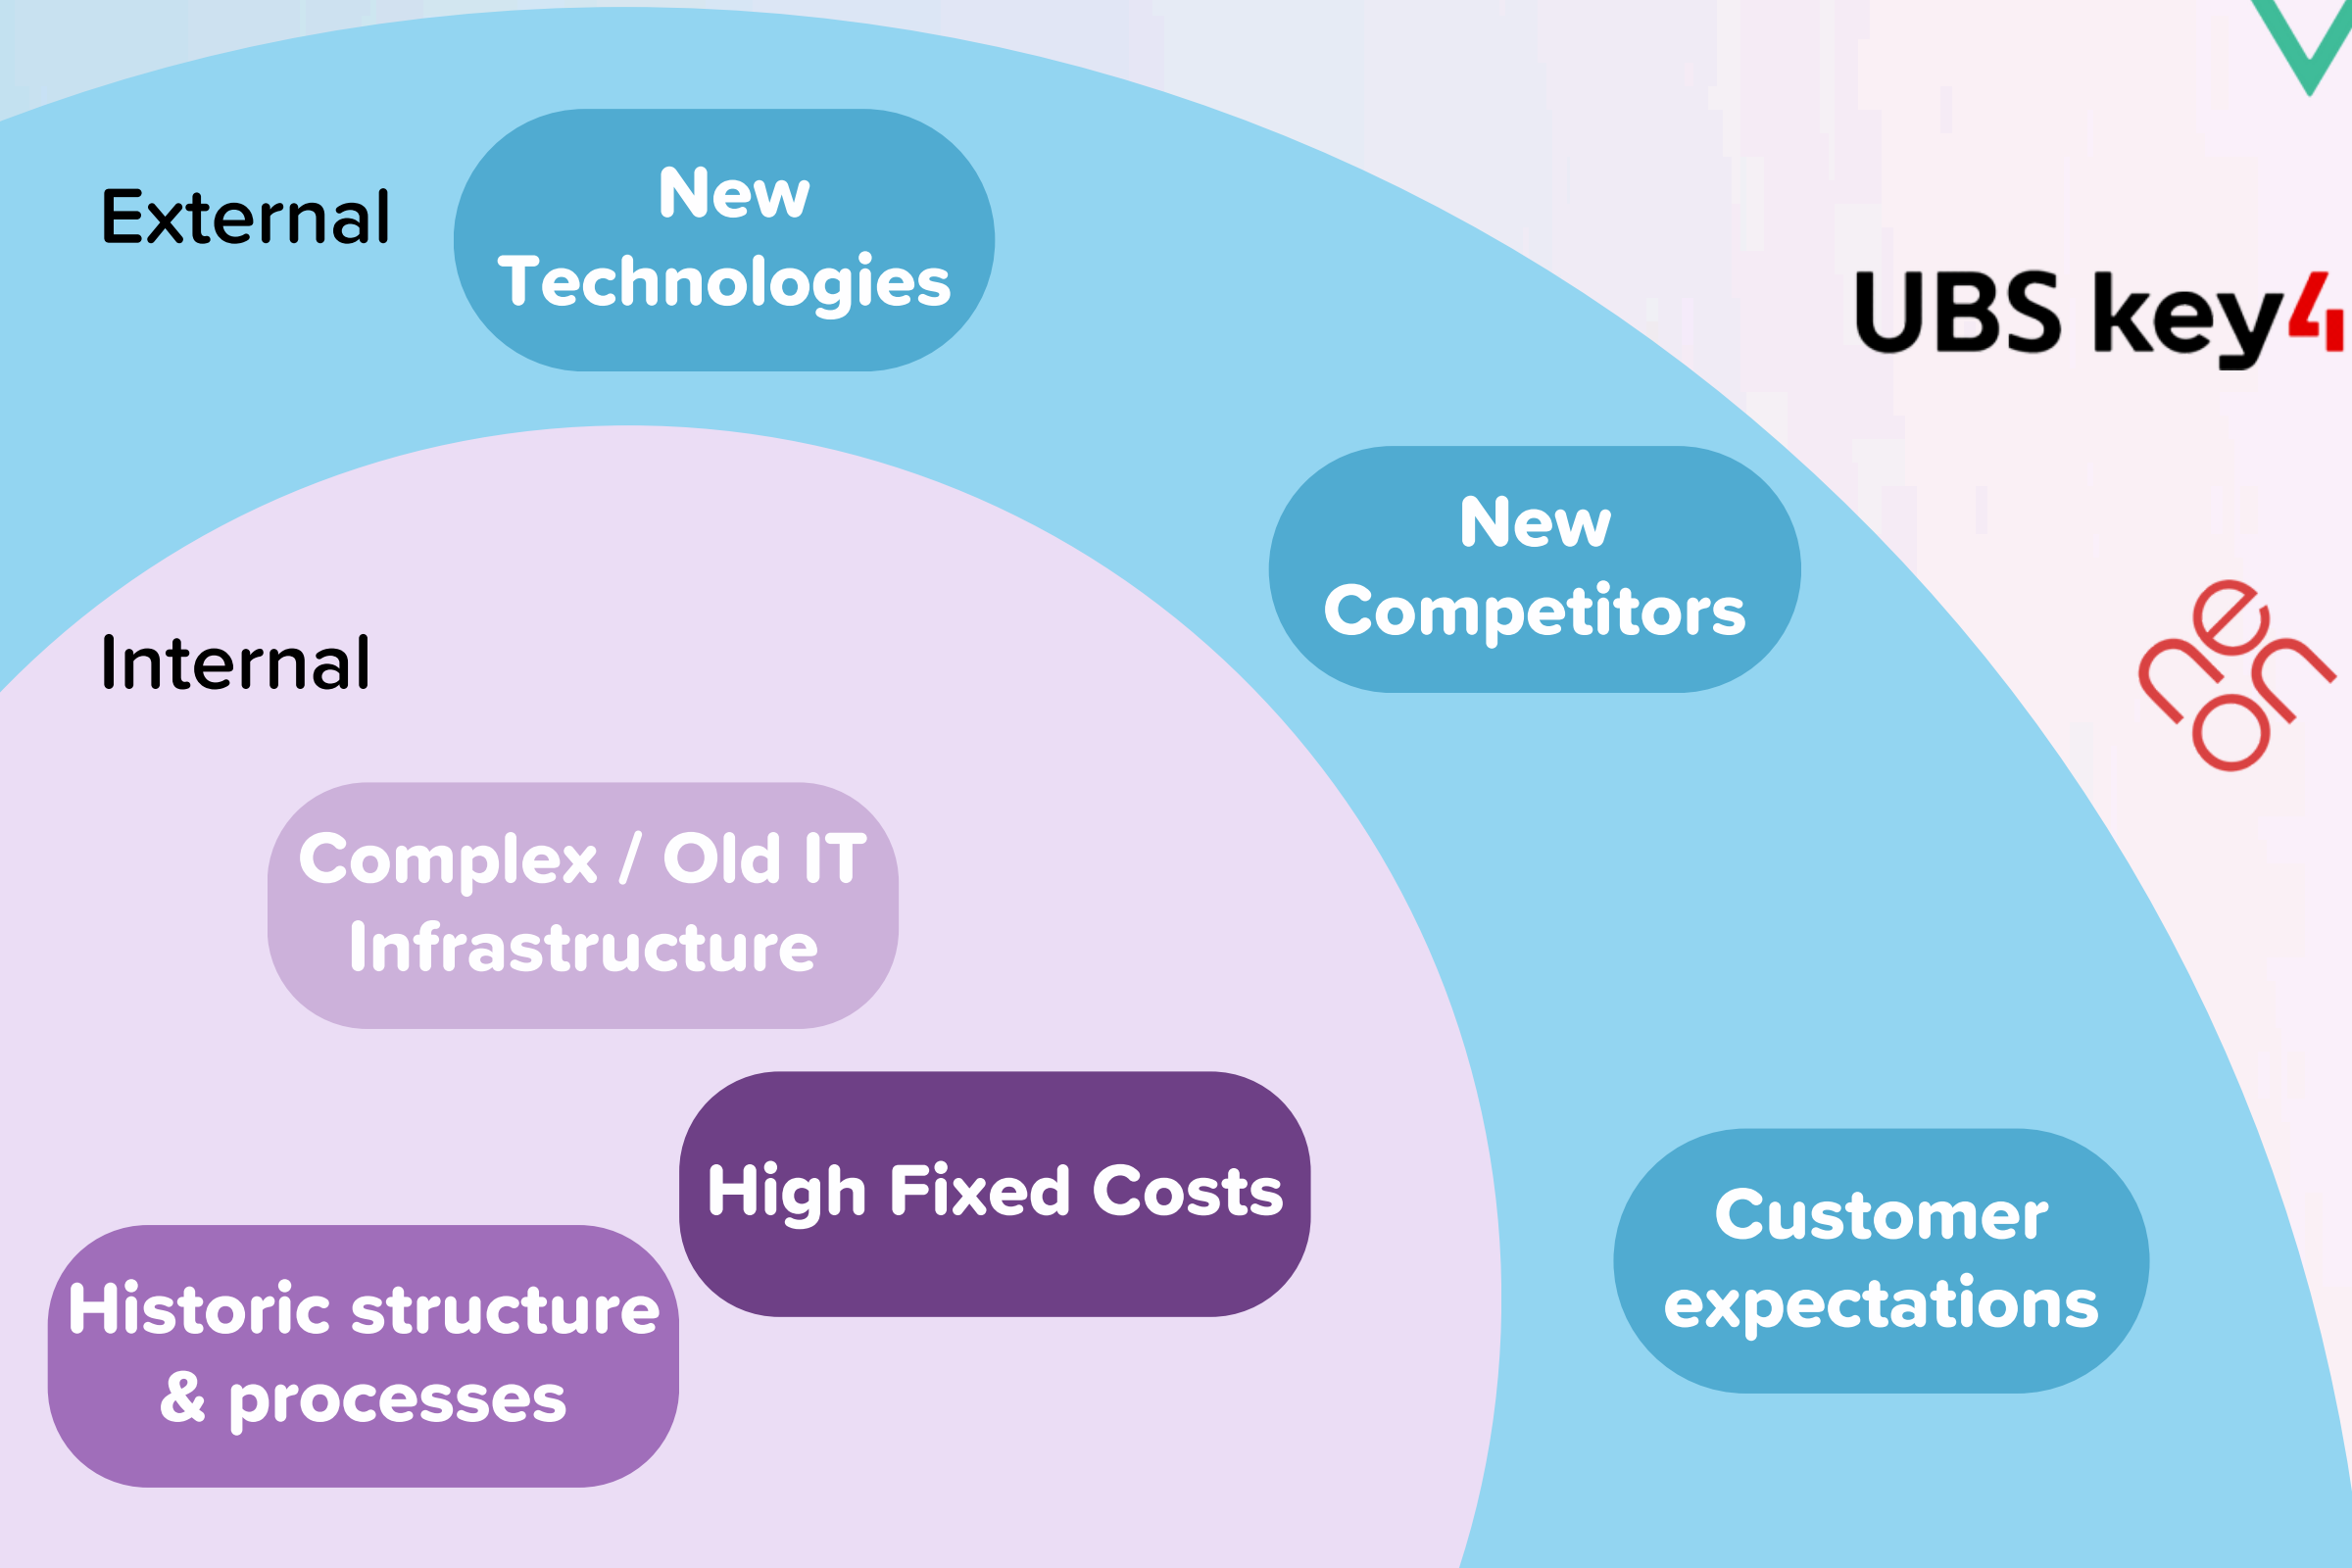 External
New
Technologies
UBS key4
New
Competitors
neon
Internal
Complex / Old IT
Infrastructure
High Fixed Costs
Historic structure
& processes
Customer
expectations